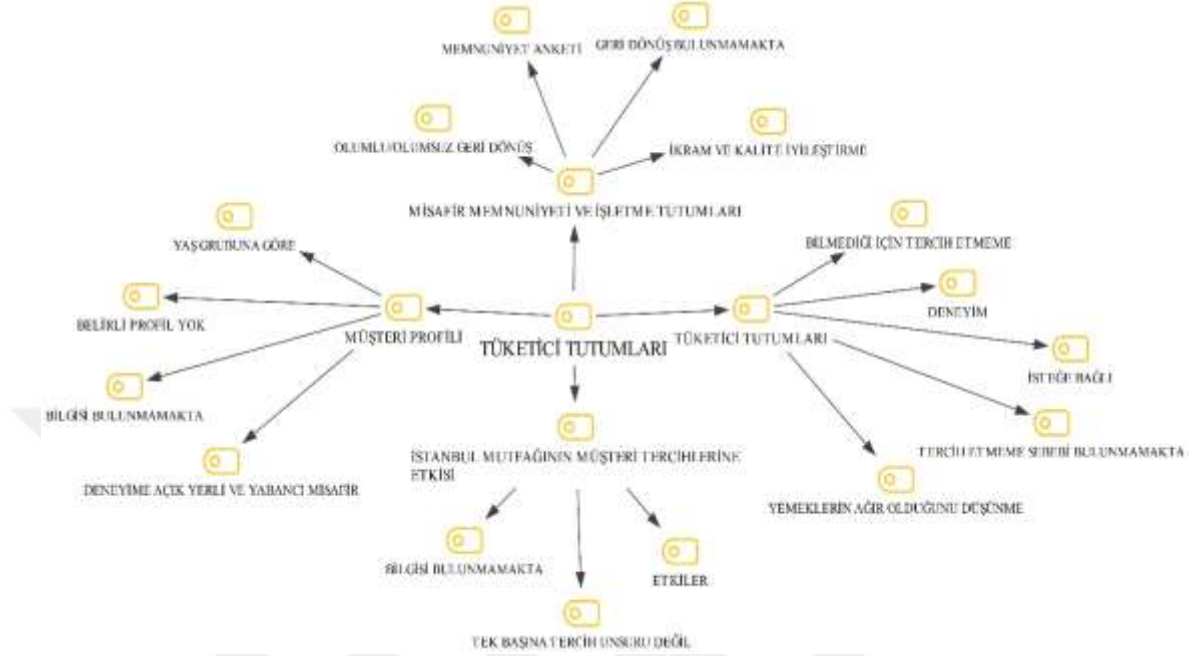 MEMNUNİYET ANKETİ
GERİ DÖNÜŞ BULUNMAMAKTA
OLUMLU/OLUMSUZ GERİ DÖNÜŞ
İKRAM VE KALİTE İYİLEŞTİRME
MİSAFİR MEMNUNİYETİ VE İŞLETME TUTUMLARI
YAŞ GRUBUNA GÖRE
BİLMEDİĞİ İÇİN TERCİH ETMEME
BELİRLİ PROFİL YOK
DENEYİM
MÜŞTERİ PROFİLİ
TÜKETİCİ TUTUMLARI
TÜKETİCİ TUTUMLARI
İSTEĞE BAĞLI
BİLGİSİ BULUNMAMAKTA
TERCİH ETMEME SEBEBİ BULUNMAMAKTA
İSTANBUL MUTFAĞININ MÜŞTERİ TERCİHLERİNE
ETKİSİ
DENEYİME AÇIK YERLİ VE YABANCI MİSAFİR
YEMEKLERİN AĞIR OLDUĞUNU DÜŞÜNME
BİLGİSİ BULUNMAMAKTA
ETKİLER
TEK BAŞINA TERCİH UNSURU DEĞİL